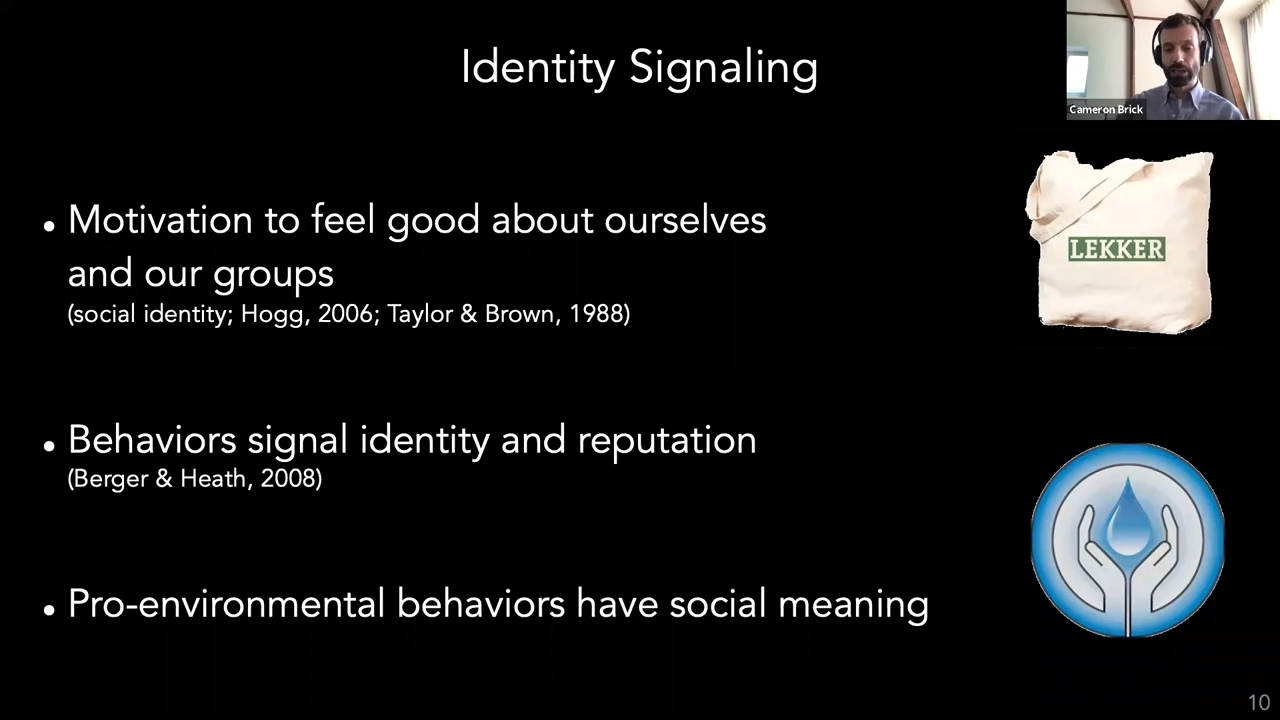 Identity Signaling
Cameron Brick
• Motivation to feel good about ourselves
and our groups
(social identity; Hogg, 2006; Taylor & Brown, 1988)
LEKKER
• Behaviors signal identity and reputation
(Berger & Heath, 2008)
• Pro-environmental behaviors have social meaning
10